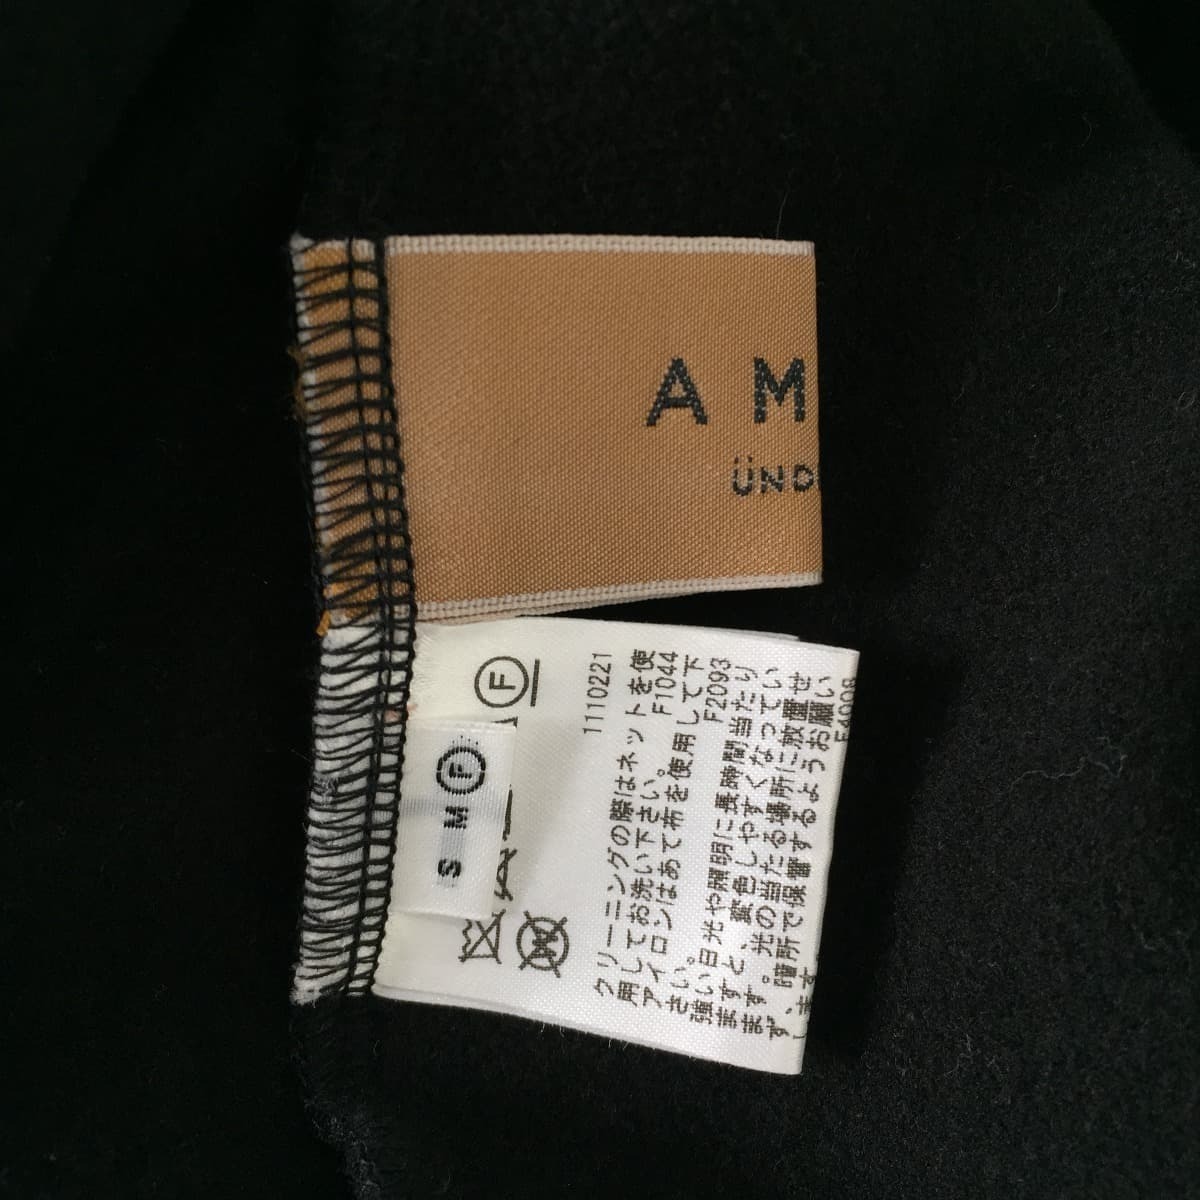 A M
ÜND
S M F
F
1110221
クリーニングの際はネットを使
用してお洗い下さい。 F1044
アイロンはあて布を使用して下
さい。 F2093
強い日光や照明に長時間当たり
ますと、変色しやすくなってい
ます。光の当たる場所に放置せ
ず、暗所で保管するようお願い
します F4008